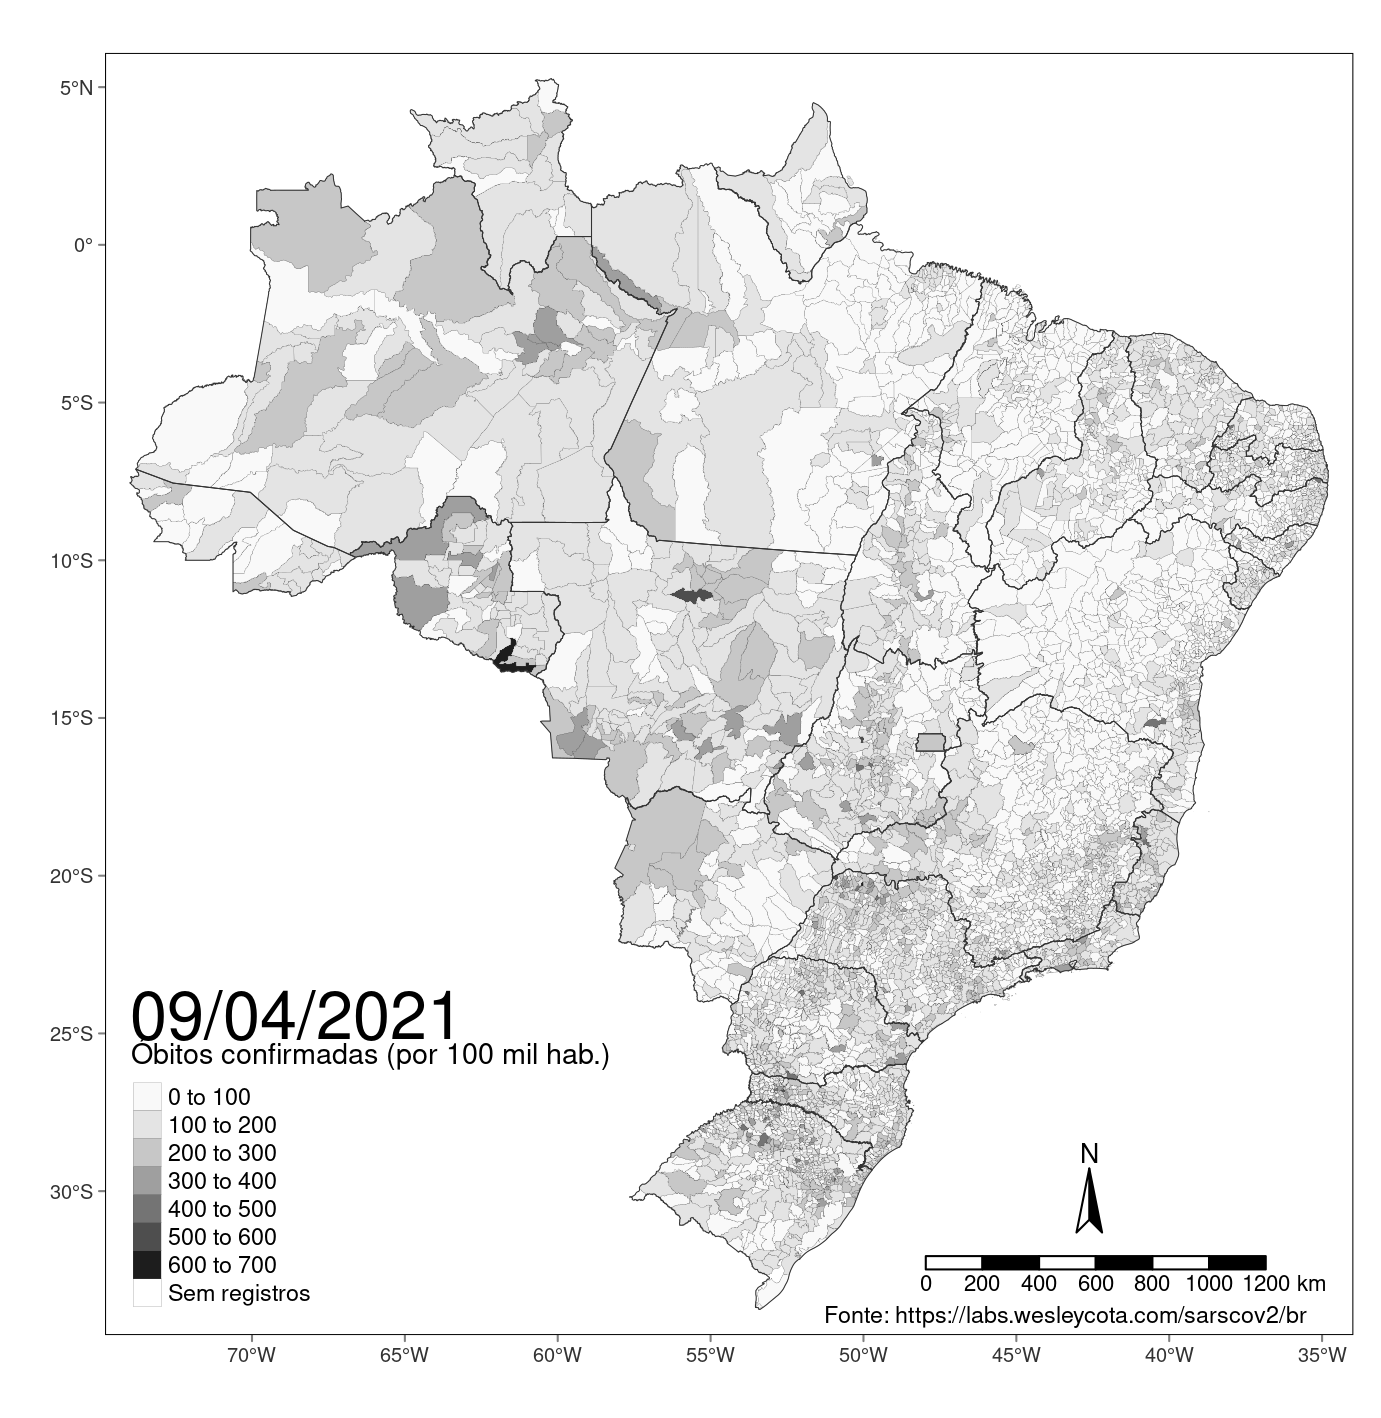 5°N
0°
5°S
10°S
15°S
20°S
25°S
30°S
09/04/2021
Óbitos confirmadas (por 100 mil hab.)
0 to 100
100 to 200
200 to 300
300 to 400
400 to 500
500 to 600
600 to 700
Sem registros
N
0 200 400 600 800 1000 1200 km
Fonte: https://labs.wesleycota.com/sarscov2/br
70°W 65°W 60°W 55°W 50°W 45°W 40°W 35°W